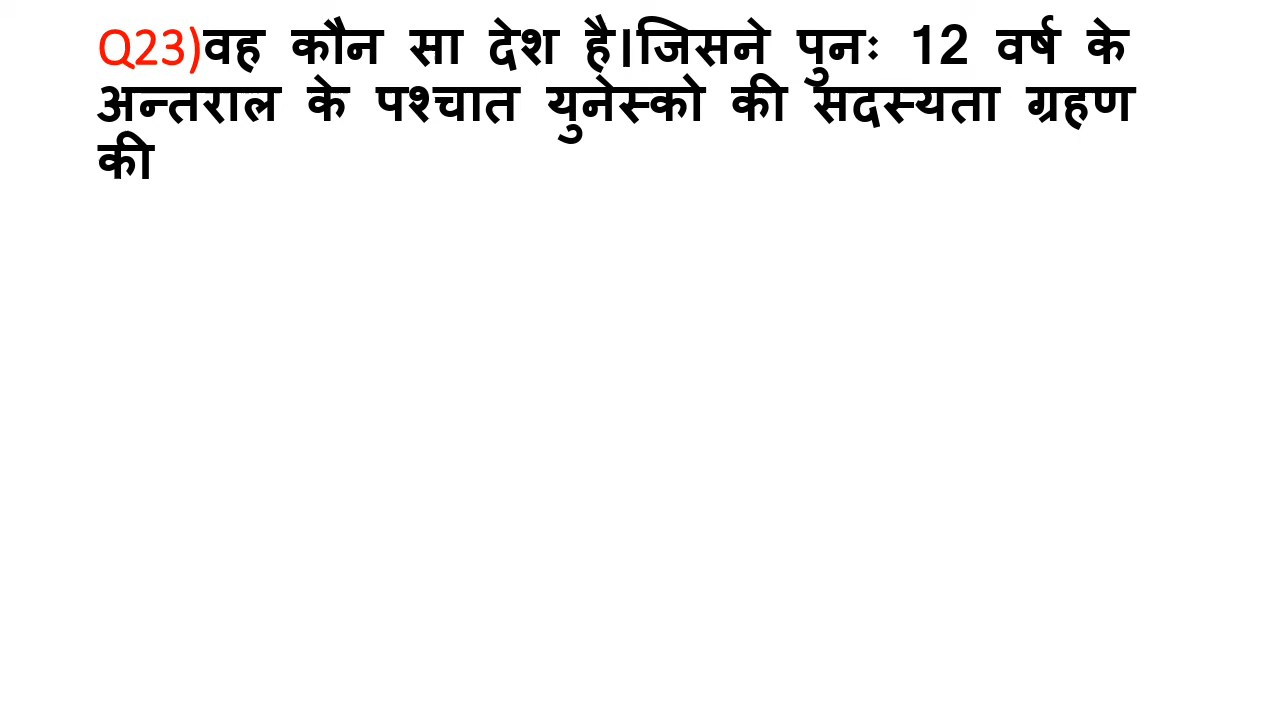 Q23)वह कौन सा देश है।जिसने पुनः 12 वर्ष के
अन्तराल के पश्चात युनेस्को की सदस्यता ग्रहण
की